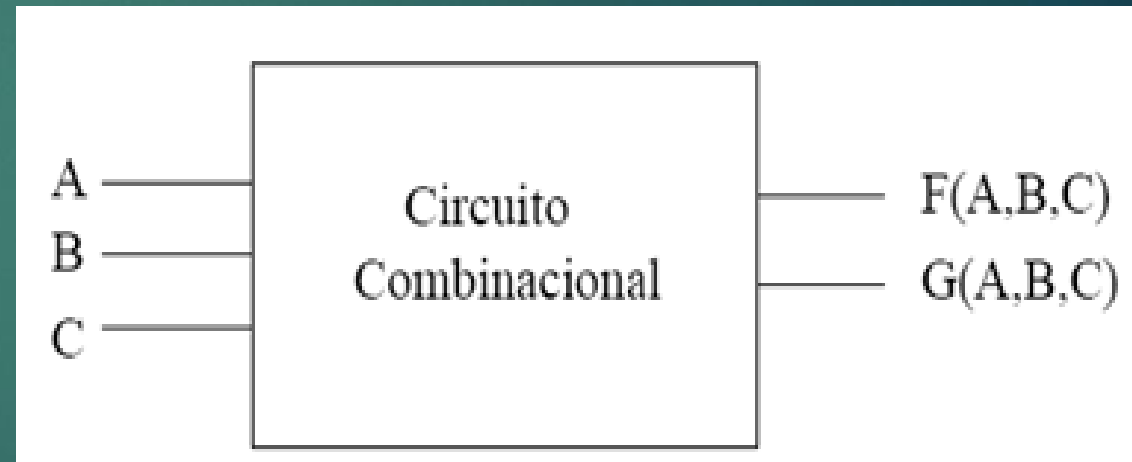 A
B
C
Circuito
Combinacional
F(A,B,C)
G(A,B,C)